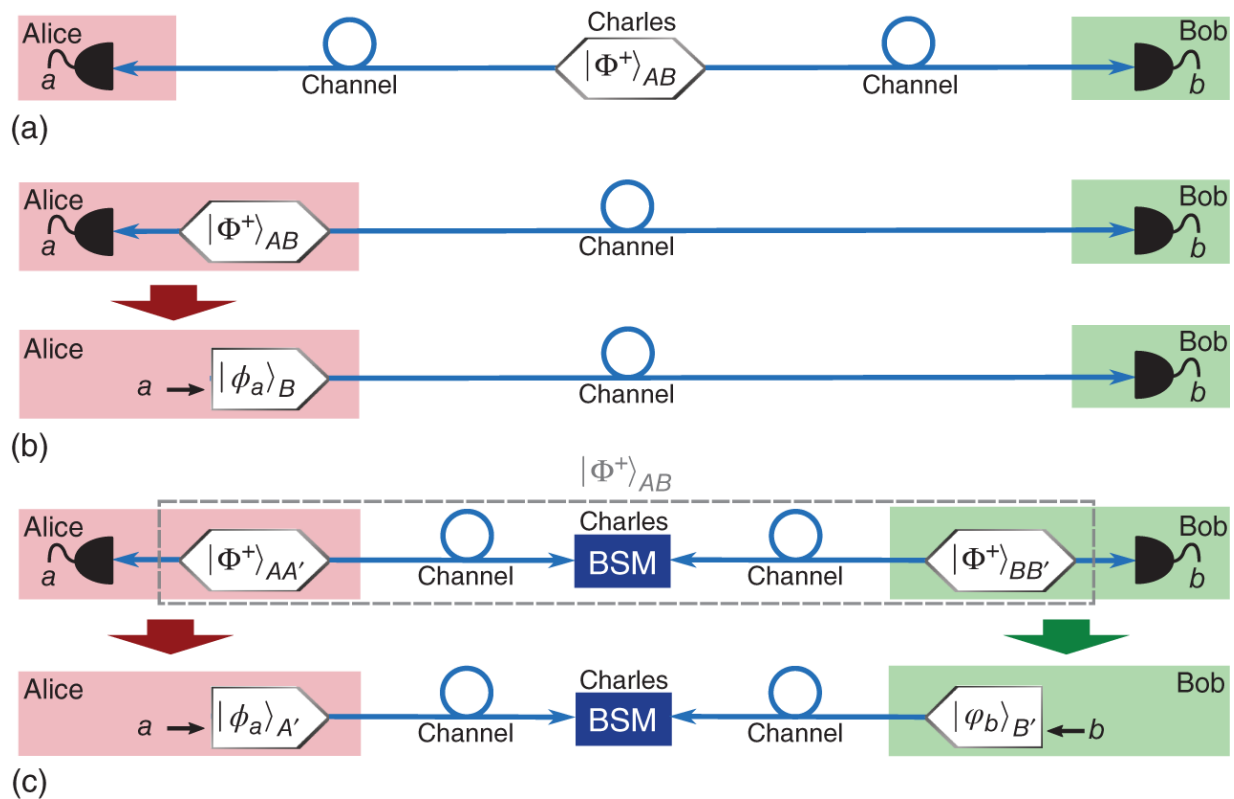 Alice
Charles
Bob
a
|Φ⁺⟩AB
b
Channel
Channel
(a)
Alice
Bob
a
|Φ⁺⟩AB
b
Channel
Alice
Bob
a
|ϕa⟩B
b
Channel
(b)
|Φ⁺⟩AB
Alice
Charles
Bob
a
|Φ⁺⟩AA′
BSM
|Φ⁺⟩BB′
b
Channel
Channel
Alice
Charles
Bob
a
|ϕa⟩A′
BSM
|φb⟩B′
b
Channel
Channel
(c)